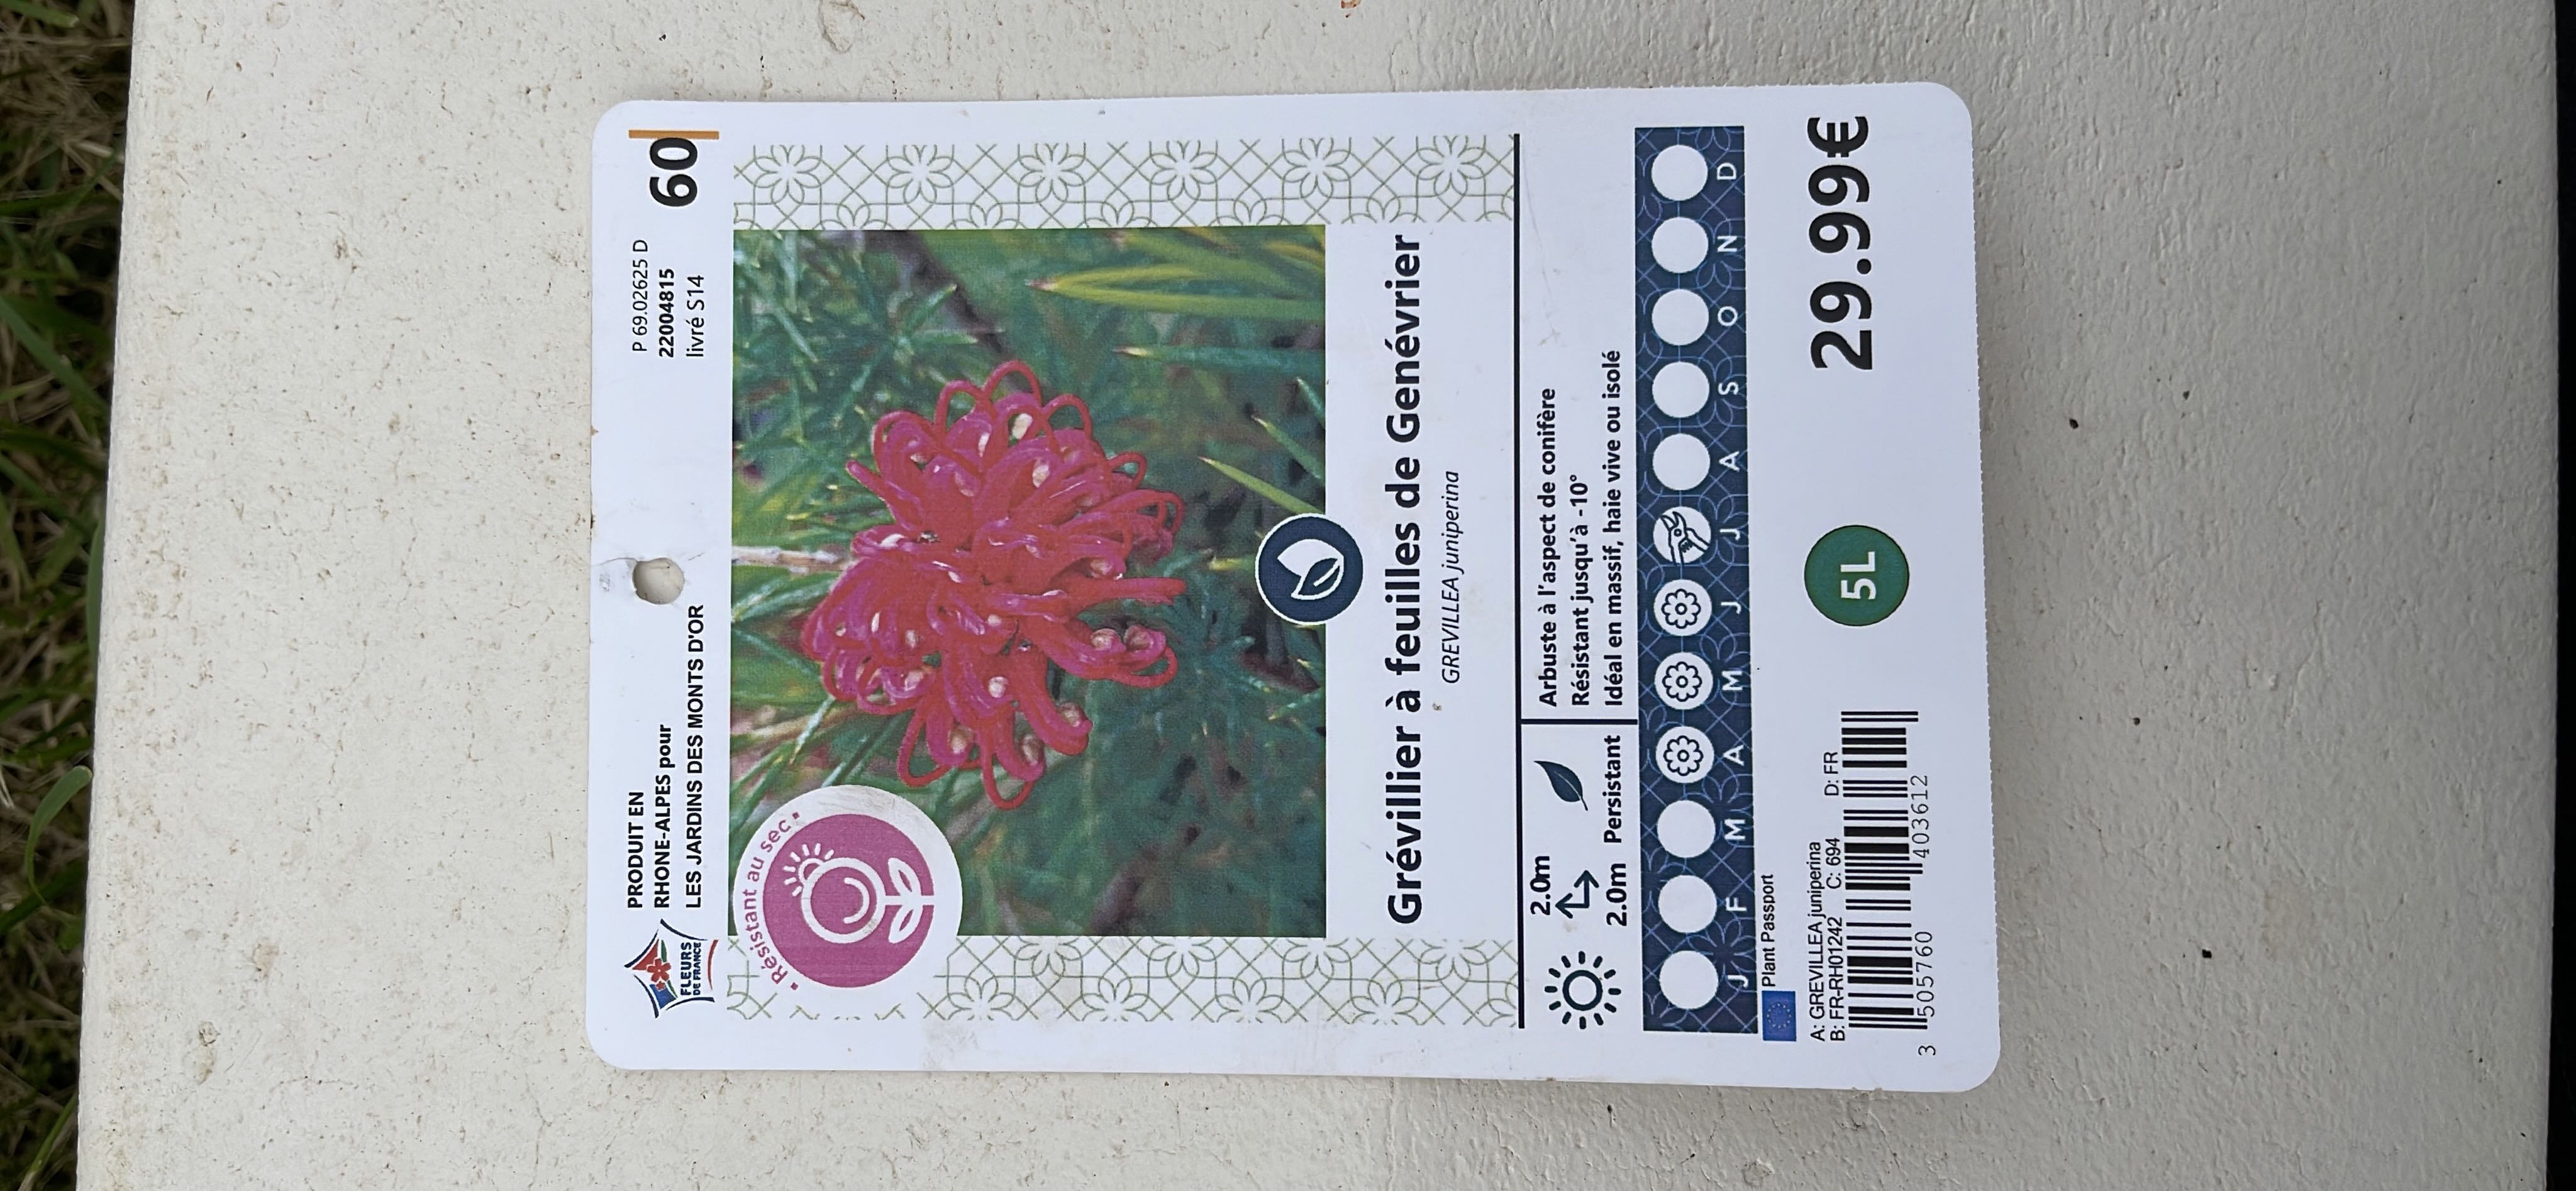 FLEURS
DE FRANCE
PRODUIT EN
RHONE-ALPES pour
LES JARDINS DES MONTS D'OR
P 69.02625 D
22004815
livré S14
60
• Résistant au sec •
Grévillier à feuilles de Genévrier
GREVILLEA juniperina
2.0m
2.0m
Persistant
Arbuste à l'aspect de conifère
Résistant jusqu'à -10°
Idéal en massif, haie vive ou isolé
J F M A M J J A S O N D
Plant Passport
A: GREVILLEA juniperina
B: FR-RH01242 C: 694 D: FR
3 505760 403612
5L
29.99€